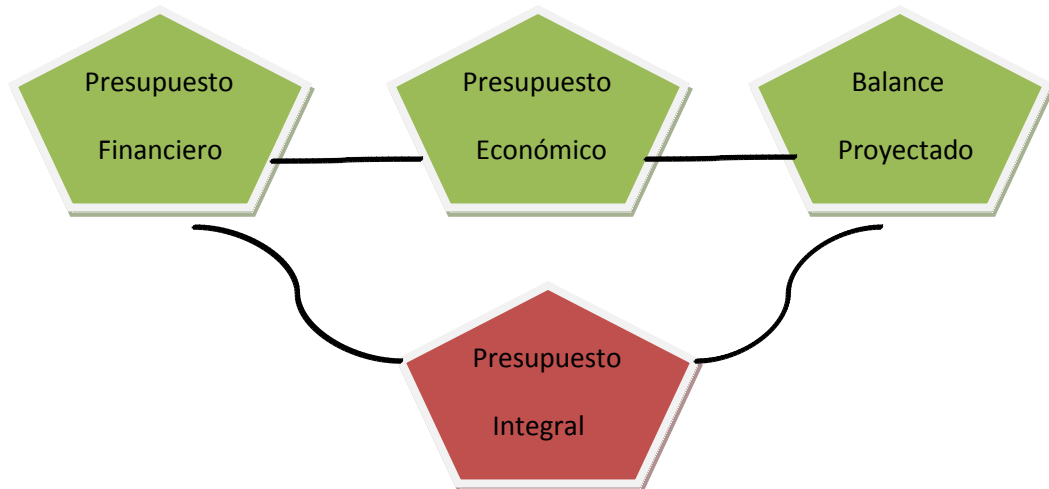 Presupuesto
Financiero
Presupuesto
Económico
Balance
Proyectado
Presupuesto
Integral